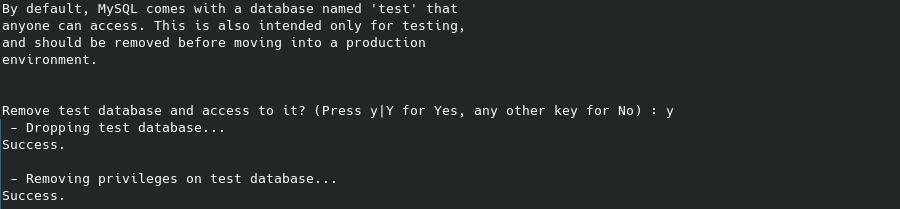 By default, MySQL comes with a database named 'test' that
anyone can access. This is also intended only for testing,
and should be removed before moving into a production
environment.
Remove test database and access to it? (Press y|Y for Yes, any other key for No) : y
- Dropping test database...
Success.
- Removing privileges on test database...
Success.